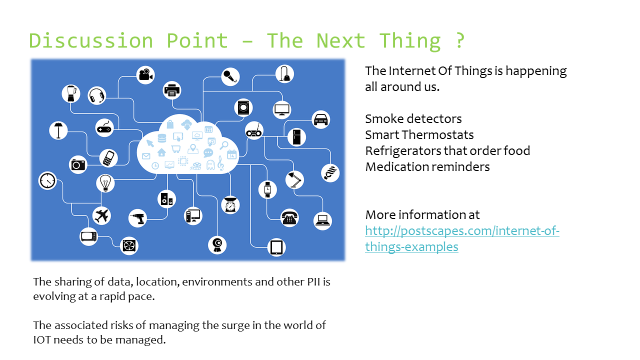 Discussion Point – The Next Thing ?
The Internet Of Things is happening
all around us.
Smoke detectors
Smart Thermostats
Refrigerators that order food
Medication reminders
More information at
http://postscapes.com/internet-of-
things-examples
The sharing of data, location, environments and other PII is
evolving at a rapid pace.
The associated risks of managing the surge in the world of
IOT needs to be managed.